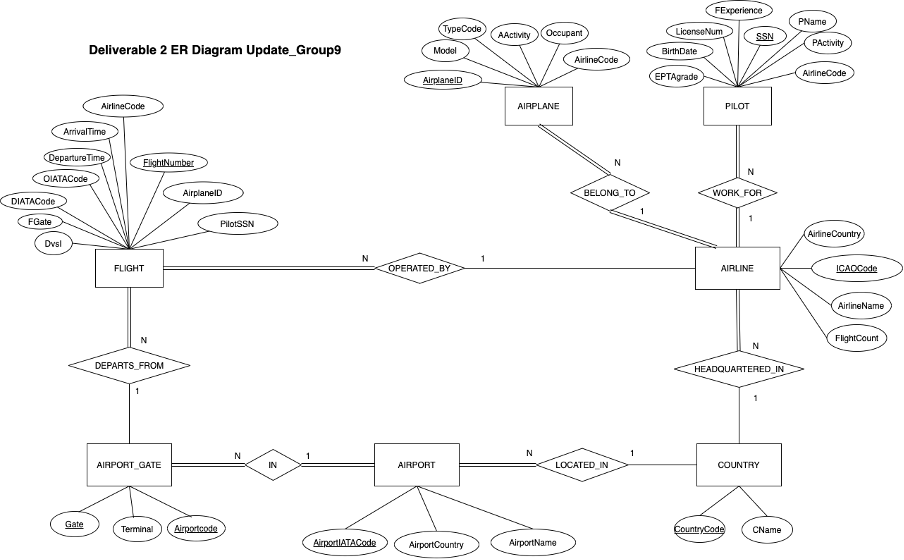 Deliverable 2 ER Diagram Update_Group9
TypeCode
AActivity
Occupant
Model
AirlineCode
AirplaneID
AIRPLANE
FExperience
LicenseNum
SSN
PName
BirthDate
PActivity
EPTAgrade
AirlineCode
PILOT
AirlineCode
ArrivalTime
DepartureTime
FlightNumber
OIATACode
AirplaneID
DIATACode
FGate
PilotSSN
DvsI
FLIGHT
N
OPERATED_BY
1
N
BELONG_TO
1
N
WORK_FOR
1
AIRLINE
AirlineCountry
ICAOCode
AirlineName
FlightCount
N
DEPARTS_FROM
1
N
HEADQUARTERED_IN
1
AIRPORT_GATE
N
IN
1
AIRPORT
N
LOCATED_IN
1
COUNTRY
Gate
Terminal
Airportcode
AirportIATACode
AirportCountry
AirportName
CountryCode
CName